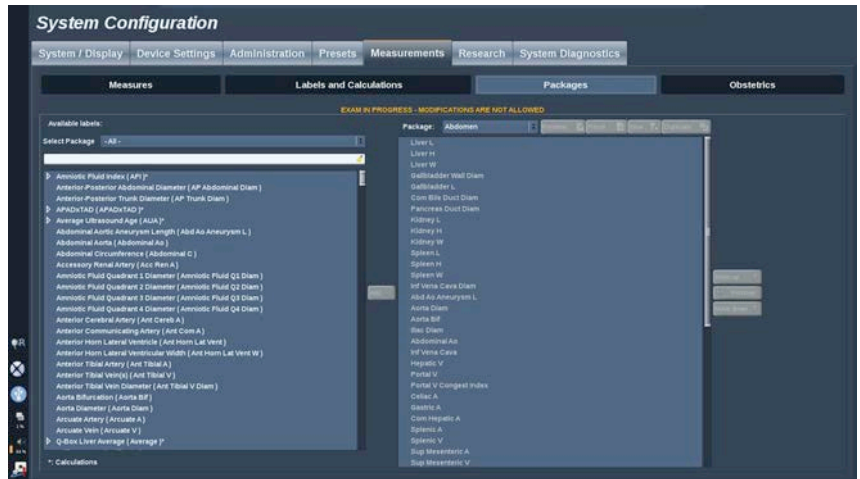 System Configuration
System / Display
Device Settings
Administration
Presets
Measurements
Research
System Diagnostics
Measures
Labels and Calculations
Packages
Obstetrics
EXAM IN PROGRESS - MODIFICATIONS ARE NOT ALLOWED
Available labels:
Select Package - All -
Amniotic Fluid Index ( AFI )*
Anterior-Posterior Abdominal Diameter ( AP Abdominal Diam )
Anterior-Posterior Trunk Diameter ( AP Trunk Diam )
APADxTAD ( APADxTAD )*
Average Ultrasound Age ( AUA )*
Abdominal Aortic Aneurysm Length ( Abd Ao Aneurysm L )
Abdominal Aorta ( Abdominal Ao )
Abdominal Circumference ( Abdominal C )
Accessory Renal Artery ( Acc Ren A )
Amniotic Fluid Quadrant 1 Diameter ( Amniotic Fluid Q1 Diam )
Amniotic Fluid Quadrant 2 Diameter ( Amniotic Fluid Q2 Diam )
Amniotic Fluid Quadrant 3 Diameter ( Amniotic Fluid Q3 Diam )
Amniotic Fluid Quadrant 4 Diameter ( Amniotic Fluid Q4 Diam )
Anterior Cerebral Artery ( Ant Cereb A )
Anterior Communicating Artery ( Ant Com A )
Anterior Horn Lateral Ventricle ( Ant Horn Lat Vent )
Anterior Horn Lateral Ventricular Width ( Ant Horn Lat Vent W )
Anterior Tibial Artery ( Ant Tibial A )
Anterior Tibial Vein(s) ( Ant Tibial V )
Anterior Tibial Vein Diameter ( Ant Tibial V Diam )
Aorta Bifurcation ( Aorta Bif )
Aorta Diameter ( Aorta Diam )
Arcuate Artery ( Arcuate A )
Arcuate Vein ( Arcuate V )
Q-Box Liver Average ( Average )*
*: Calculations
Package: Abdomen
Liver L
Liver H
Liver W
Gallbladder Wall Diam
Gallbladder L
Com Bile Duct Diam
Pancreas Duct Diam
Kidney L
Kidney H
Kidney W
Spleen L
Spleen H
Spleen W
Inf Vena Cava Diam
Abd Ao Aneurysm L
Aorta Diam
Aorta Bif
Iliac Diam
Abdominal Ao
Inf Vena Cava
Hepatic V
Portal V
Portal V Congest Index
Celiac A
Gastric A
Com Hepatic A
Splenic A
Splenic V
Sup Mesenteric A
Sup Mesenteric V